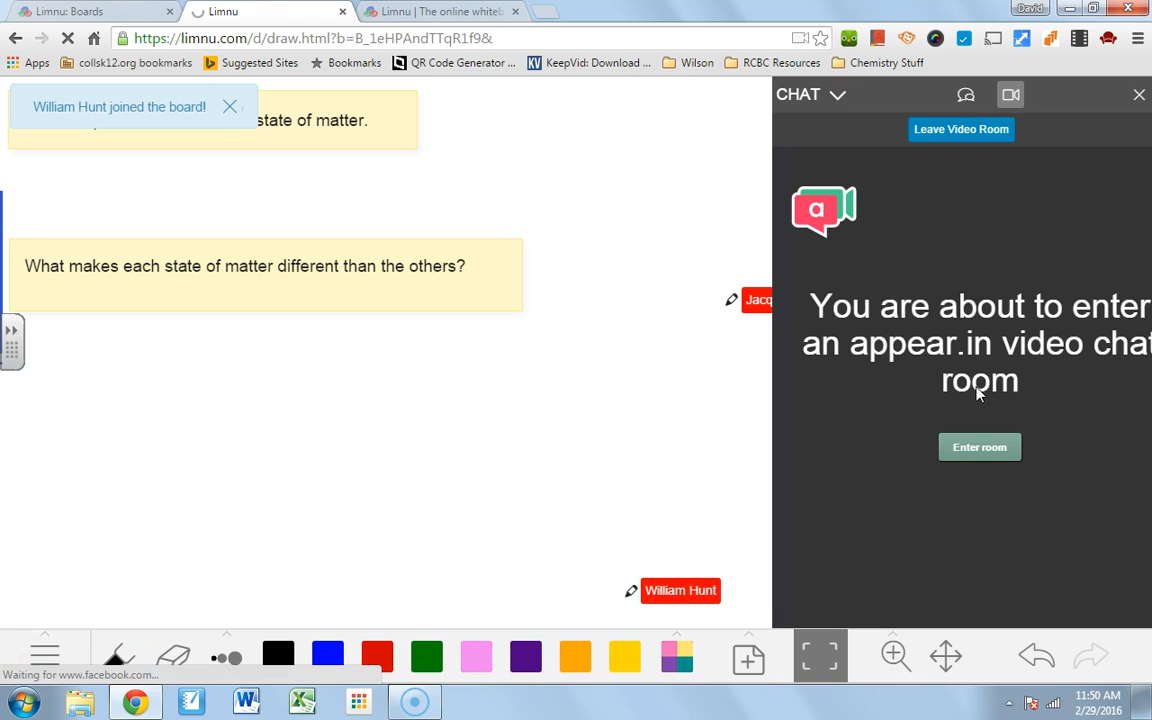 Limnu: Boards
Limnu
Limnu | The online whiteb
David
https://limnu.com/d/draw.html?b=B_1eHPAndTTqR1f9&
Apps
collsk12.org bookmarks
Suggested Sites
Bookmarks
QR Code Generator ...
KV
KeepVid: Download ...
Wilson
RCBC Resources
Chemistry Stuff
William Hunt joined the board!
state of matter.
CHAT
Leave Video Room
a
What makes each state of matter different than the others?
Jacq
You are about to enter
an appear.in video chat
room
Enter room
William Hunt
Waiting for www.facebook.com...
11:50 AM
2/29/2016